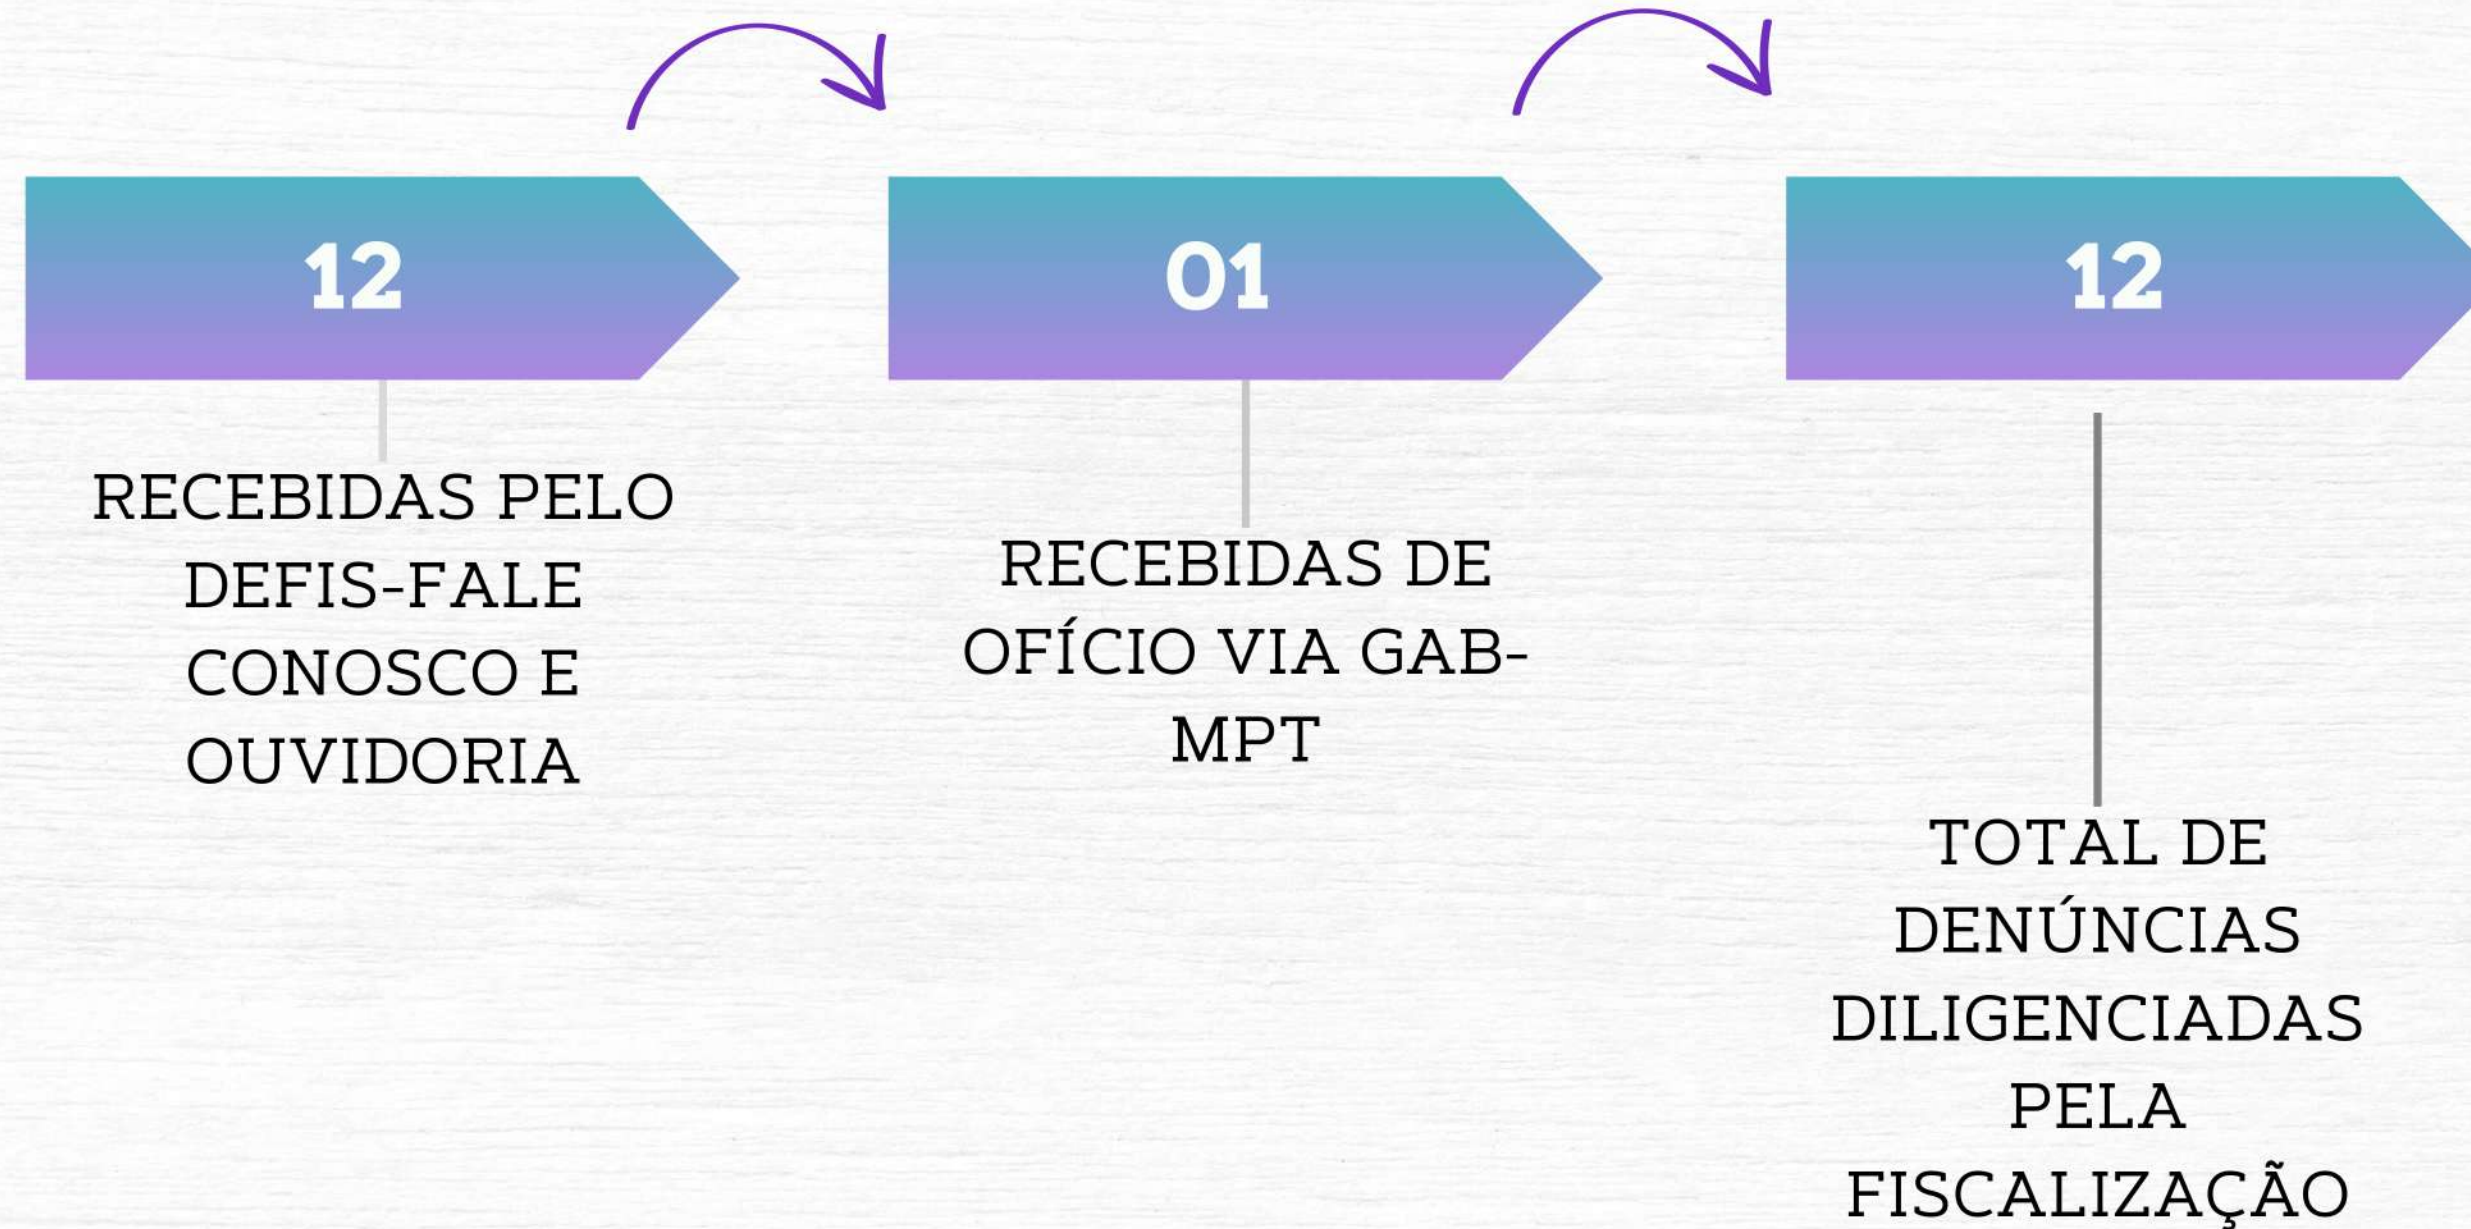 12
RECEBIDAS PELO
DEFIS-FALE
CONOSCO E
OUVIDORIA
01
RECEBIDAS DE
OFÍCIO VIA GAB-
MPT
12
TOTAL DE
DENÚNCIAS
DILIGENCIADAS
PELA
FISCALIZAÇÃO